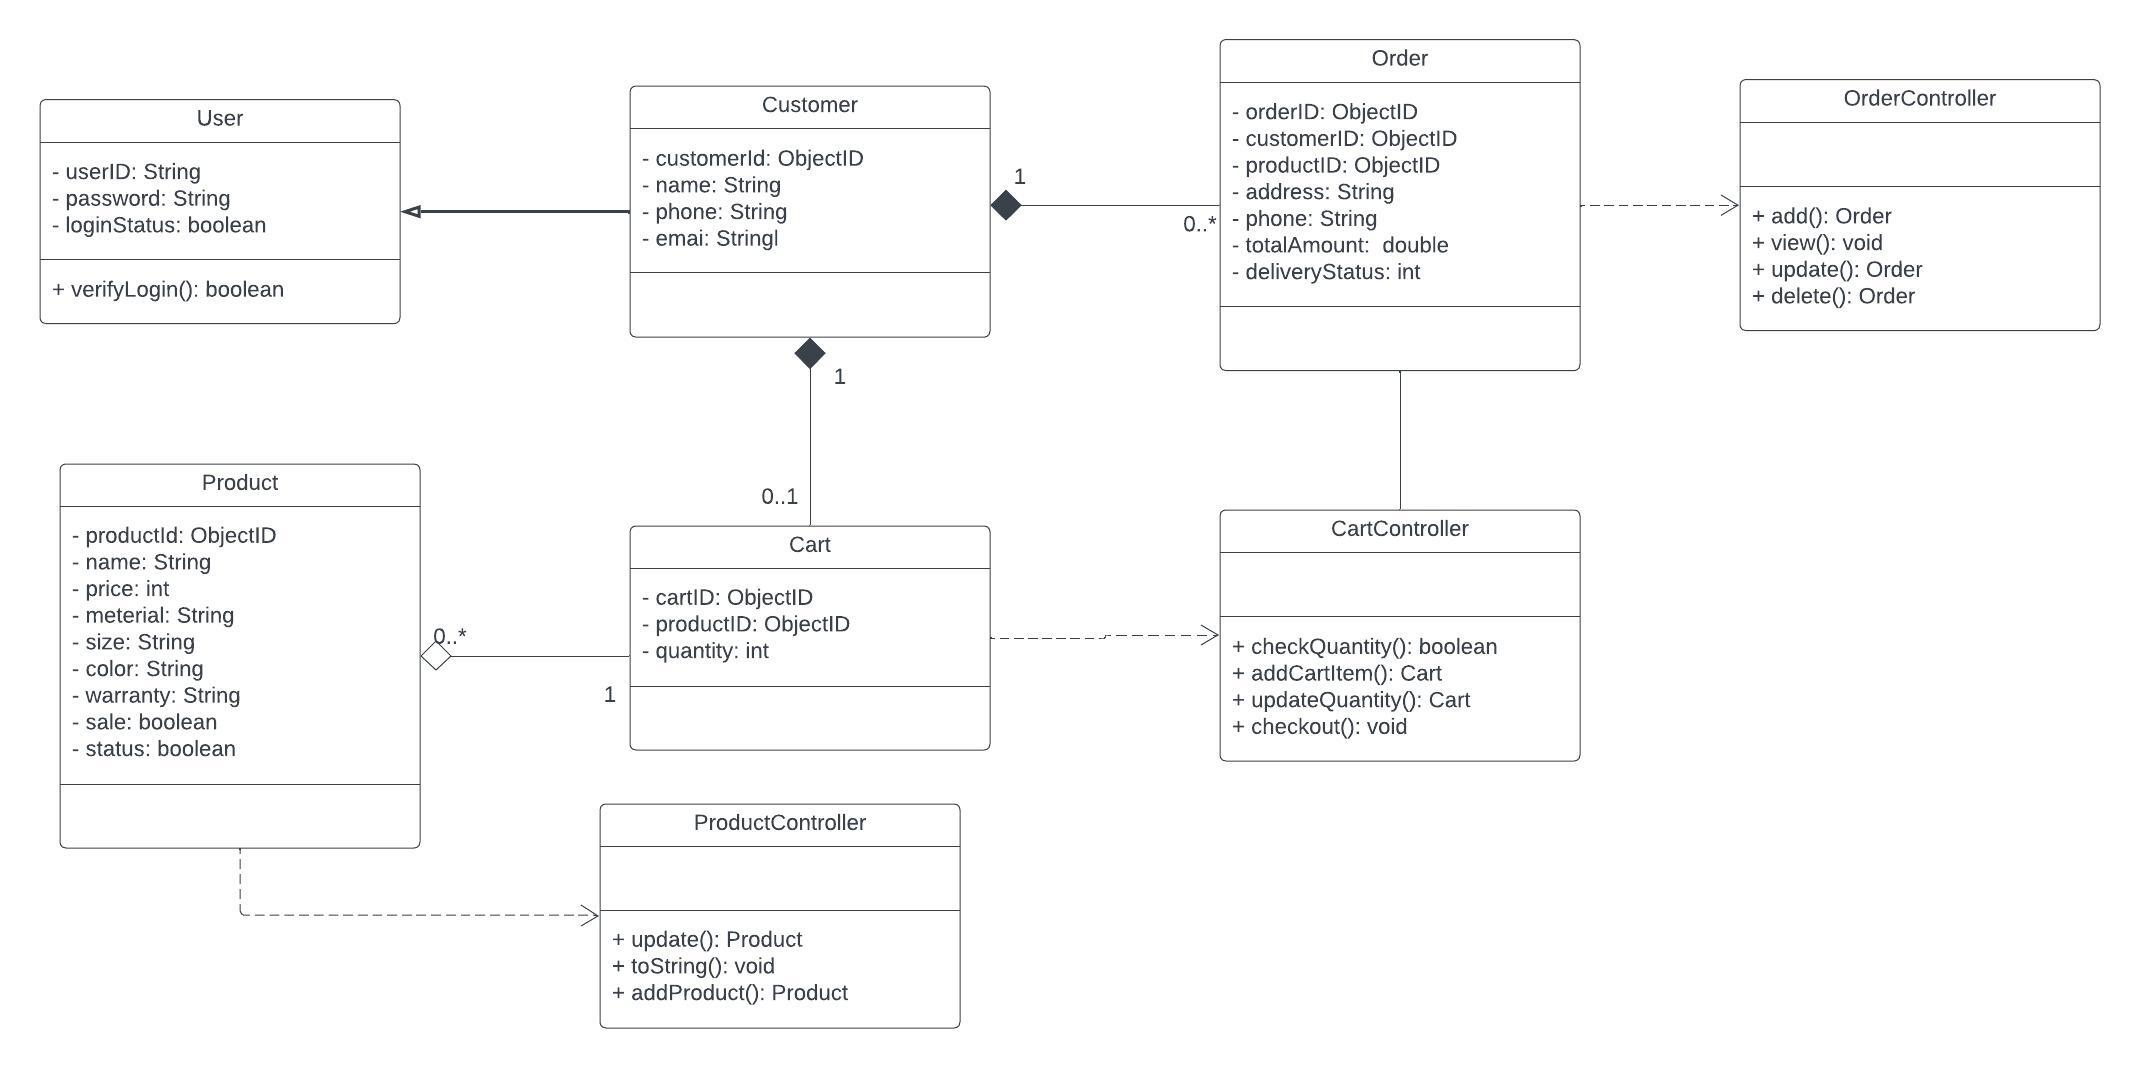 User
- userID: String
- password: String
- loginStatus: boolean
+ verifyLogin(): boolean
Customer
- customerId: ObjectID
- name: String
- phone: String
- emai: Stringl
1
0..*
Order
- orderID: ObjectID
- customerID: ObjectID
- productID: ObjectID
- address: String
- phone: String
- totalAmount:  double
- deliveryStatus: int
OrderController
+ add(): Order
+ view(): void
+ update(): Order
+ delete(): Order
1
0..1
Product
- productId: ObjectID
- name: String
- price: int
- meterial: String
- size: String
- color: String
- warranty: String
- sale: boolean
- status: boolean
0..*
1
Cart
- cartID: ObjectID
- productID: ObjectID
- quantity: int
CartController
+ checkQuantity(): boolean
+ addCartItem(): Cart
+ updateQuantity(): Cart
+ checkout(): void
ProductController
+ update(): Product
+ toString(): void
+ addProduct(): Product